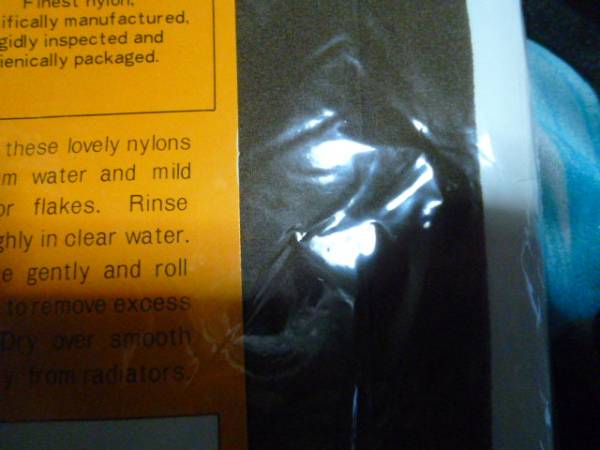 Finest nylon.
ifically manufactured,
gidly inspected and
ienically packaged.
these lovely nylons
m water and mild
or flakes. Rinse
ghly in clear water.
e gently and roll
to remove excess
Dry over smooth
y from radiators.